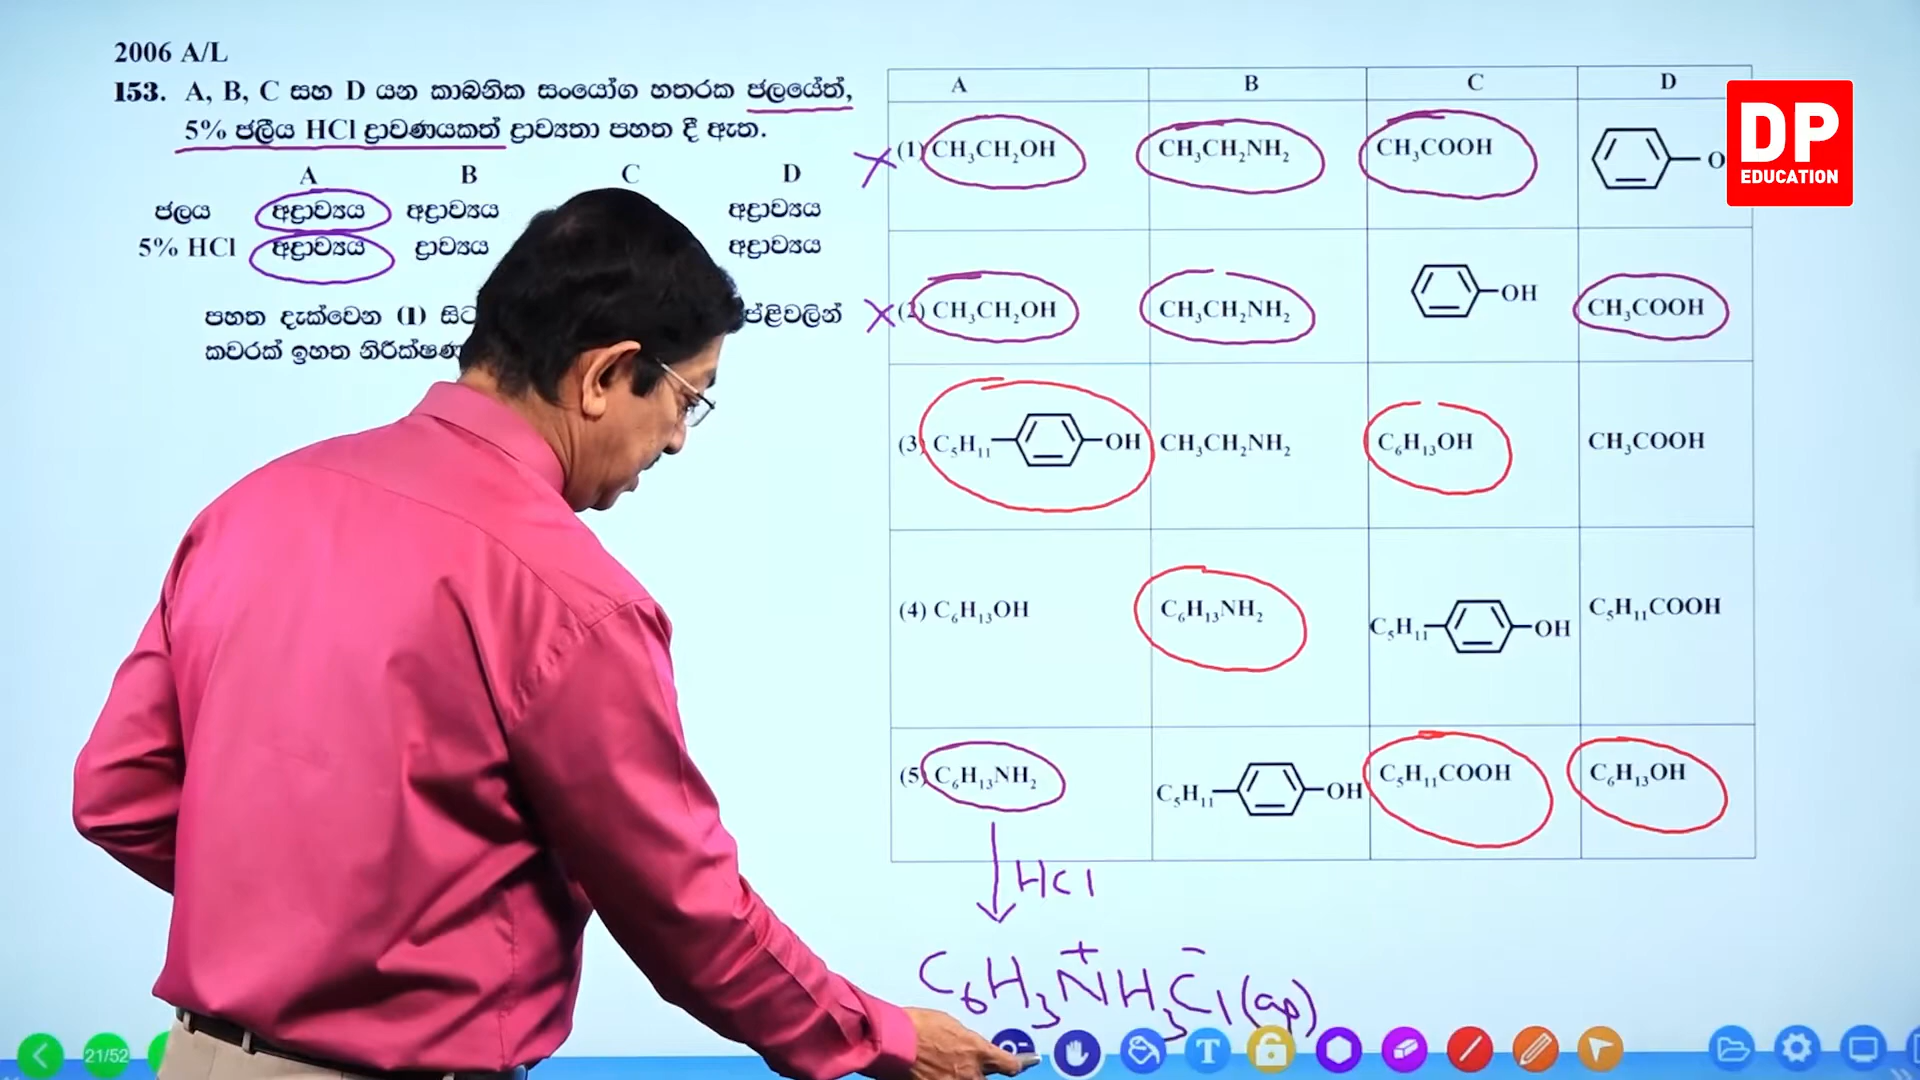 2006 A/L
153. A, B, C සහ D යන කාබනික සංයෝග හතරක ජලයේත්,
5% ජලීය HCl ද්‍රාවණයකත් ද්‍රාව්‍යතා පහත දී ඇත.
A B C D
ජලය අද්‍රාව්‍යය අද්‍රාව්‍යය අද්‍රාව්‍යය
5% HCl අද්‍රාව්‍යය ද්‍රාව්‍යය අද්‍රාව්‍යය
පහත දැක්වෙන (1) සිට
කවරක් ඉහත
A B C D
(1) CH₃CH₂OH CH₃CH₂NH₂ CH₃COOH
(2) CH₃CH₂OH CH₃CH₂NH₂ OH CH₃COOH
(3) C₅H₁₁ OH CH₃CH₂NH₂ C₆H₁₃OH CH₃COOH
(4) C₆H₁₃OH C₆H₁₃NH₂ C₅H₁₁ OH C₅H₁₁COOH
(5) C₆H₁₃NH₂ C₅H₁₁ OH C₅H₁₁COOH C₆H₁₃OH
HCl
C₆H₃N⁺H₃Cl⁻(aq)
DP
EDUCATION
21/52
T